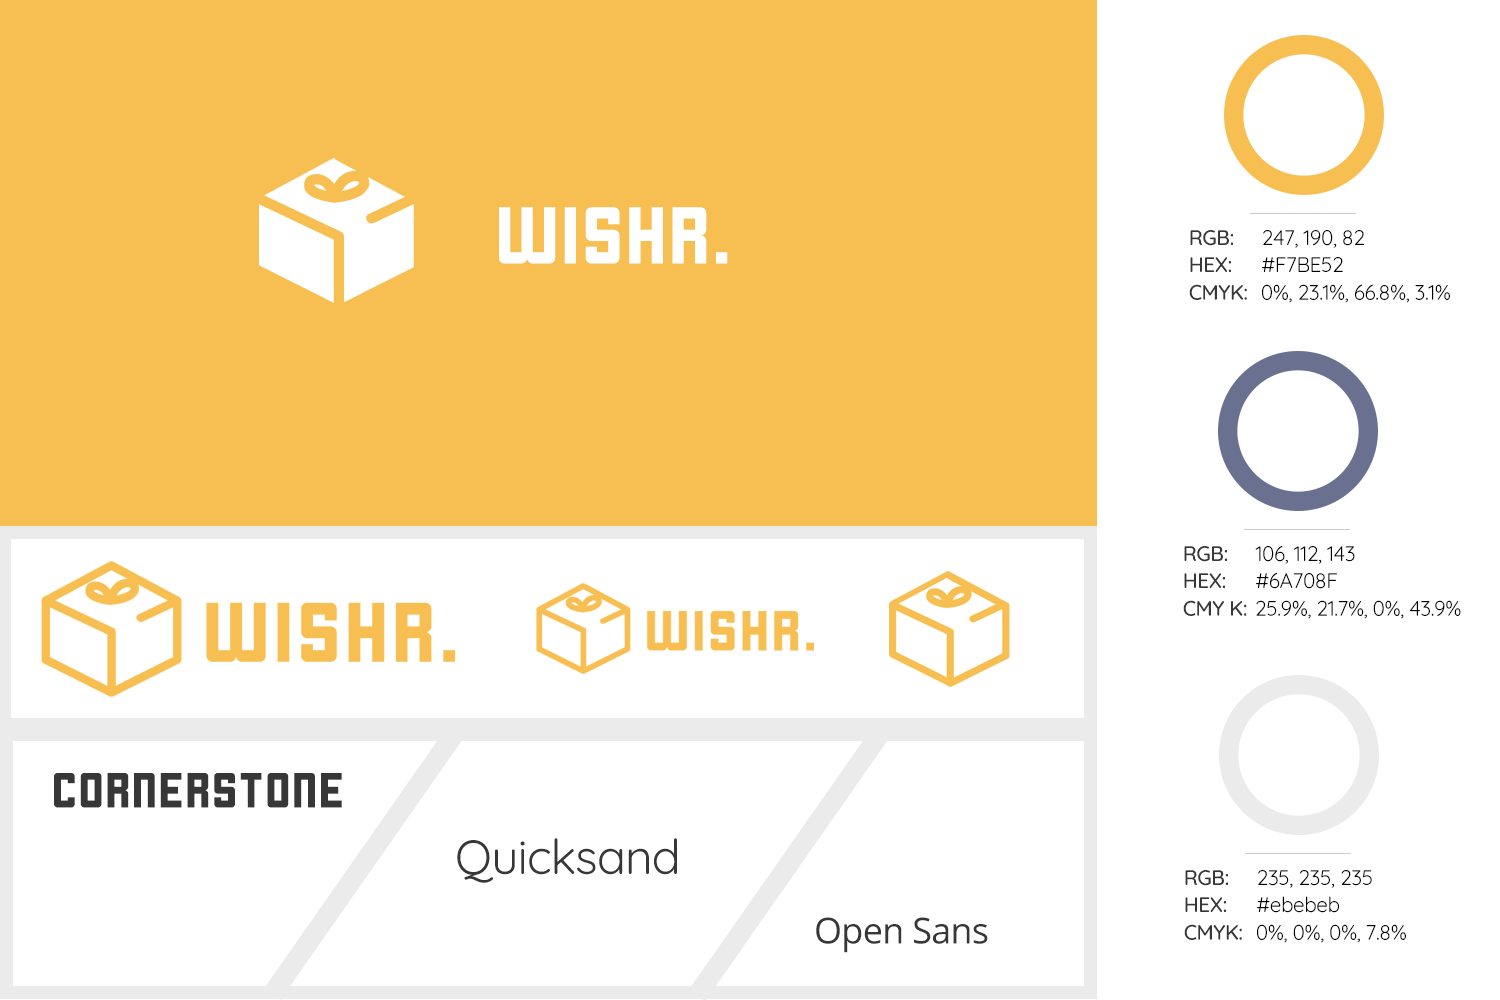 WISHR.
WISHR.
WISHR.
CORNERSTONE
Quicksand
Open Sans
RGB: 247, 190, 82
HEX: #F7BE52
CMYK: 0%, 23.1%, 66.8%, 3.1%
RGB: 106, 112, 143
HEX: #6A708F
CMY K: 25.9%, 21.7%, 0%, 43.9%
RGB: 235, 235, 235
HEX: #ebebeb
CMYK: 0%, 0%, 0%, 7.8%